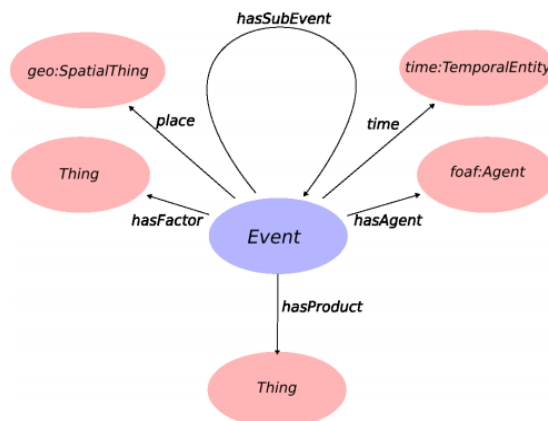 hasSubEvent
geo:SpatialThing
time:TemporalEntity
place
time
Thing
foaf:Agent
hasFactor
hasAgent
Event
hasProduct
Thing